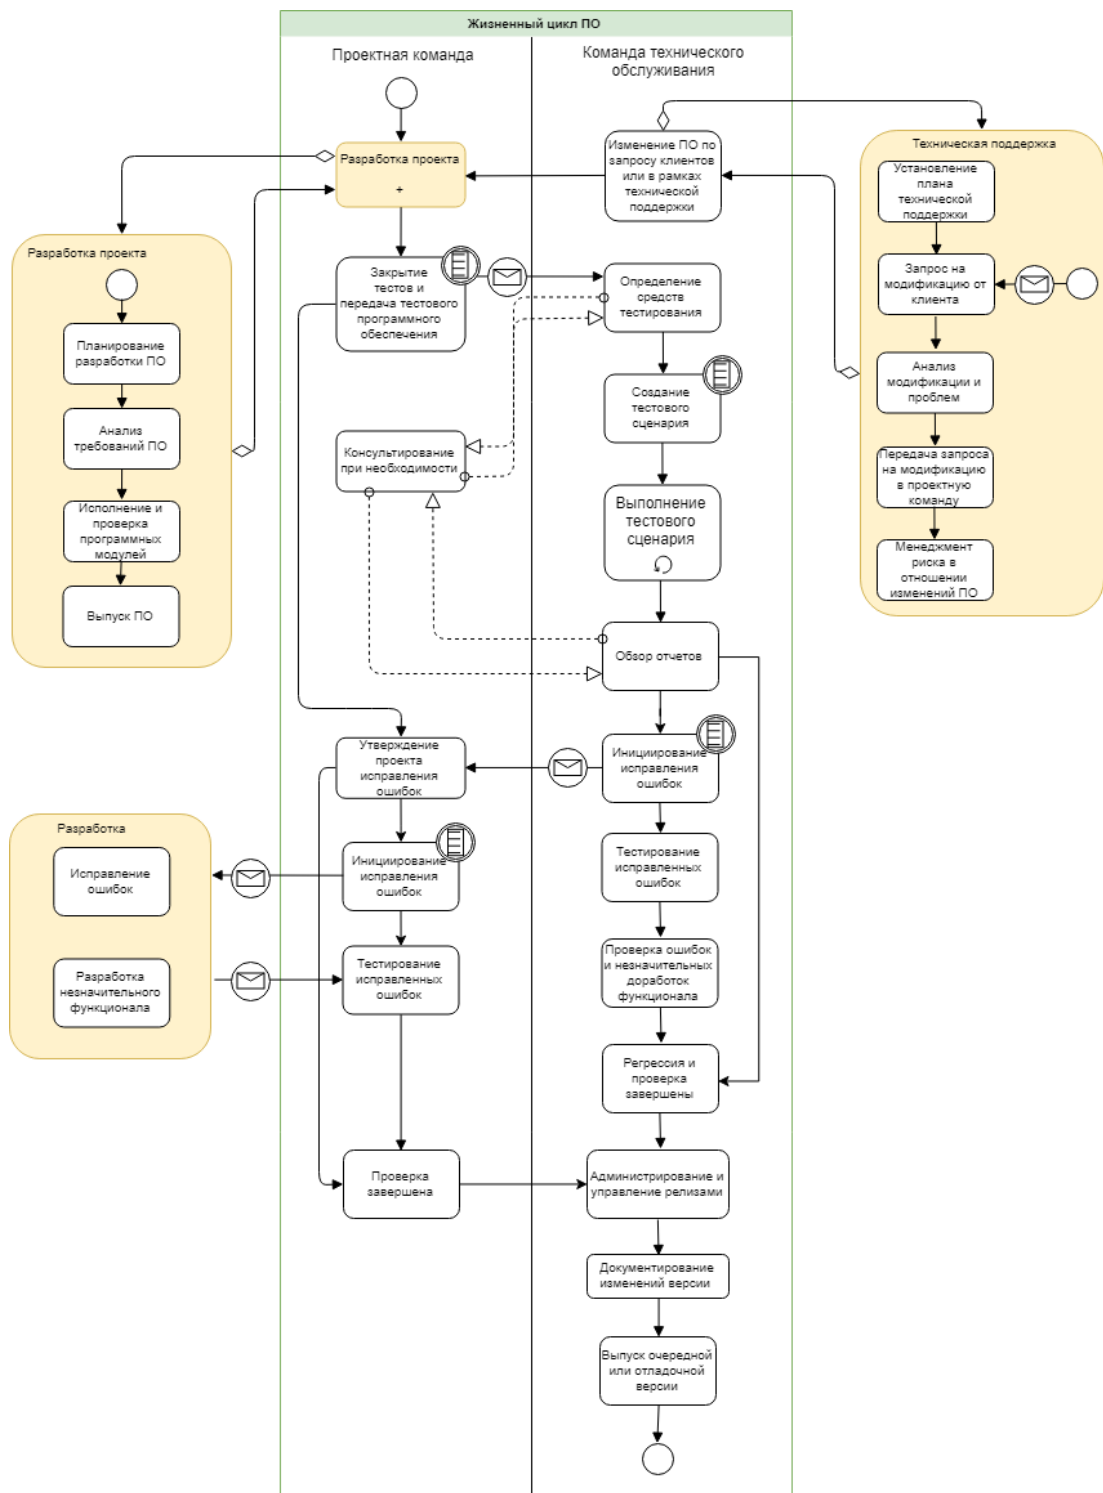 Жизненный цикл ПО
Проектная команда
Команда технического
обслуживания
Разработка проекта
+
Изменение ПО по
запросу клиентов
или в рамках
технической
поддержки
Техническая поддержка
Установление
плана
технической
поддержки
Запрос на
модификацию от
клиента
Анализ
модификации и
проблем
Передача запроса
на модификацию
в проектную
команду
Менеджмент
риска в
отношении
изменений ПО
Разработка проекта
Планирование
разработки ПО
Анализ
требований ПО
Исполнение и
проверка
программных
модулей
Выпуск ПО
Закрытие
тестов и
передача тестового
программного
обеспечения
Определение
средств
тестирования
Создание
тестового
сценария
Консультирование
при необходимости
Выполнение
тестового
сценария
Обзор отчетов
Утверждение
проекта
исправления
ошибок
Инициирование
исправления
ошибок
Разработка
Исправление
ошибок
Разработка
незначительного
функционала
Инициирование
исправления
ошибок
Тестирование
исправленных
ошибок
Тестирование
исправленных
ошибок
Проверка ошибок
и незначительных
доработок
функционала
Регрессия и
проверка
завершены
Проверка
завершена
Администрирование и
управление релизами
Документирование
изменений версии
Выпуск очередной
или отладочной
версии